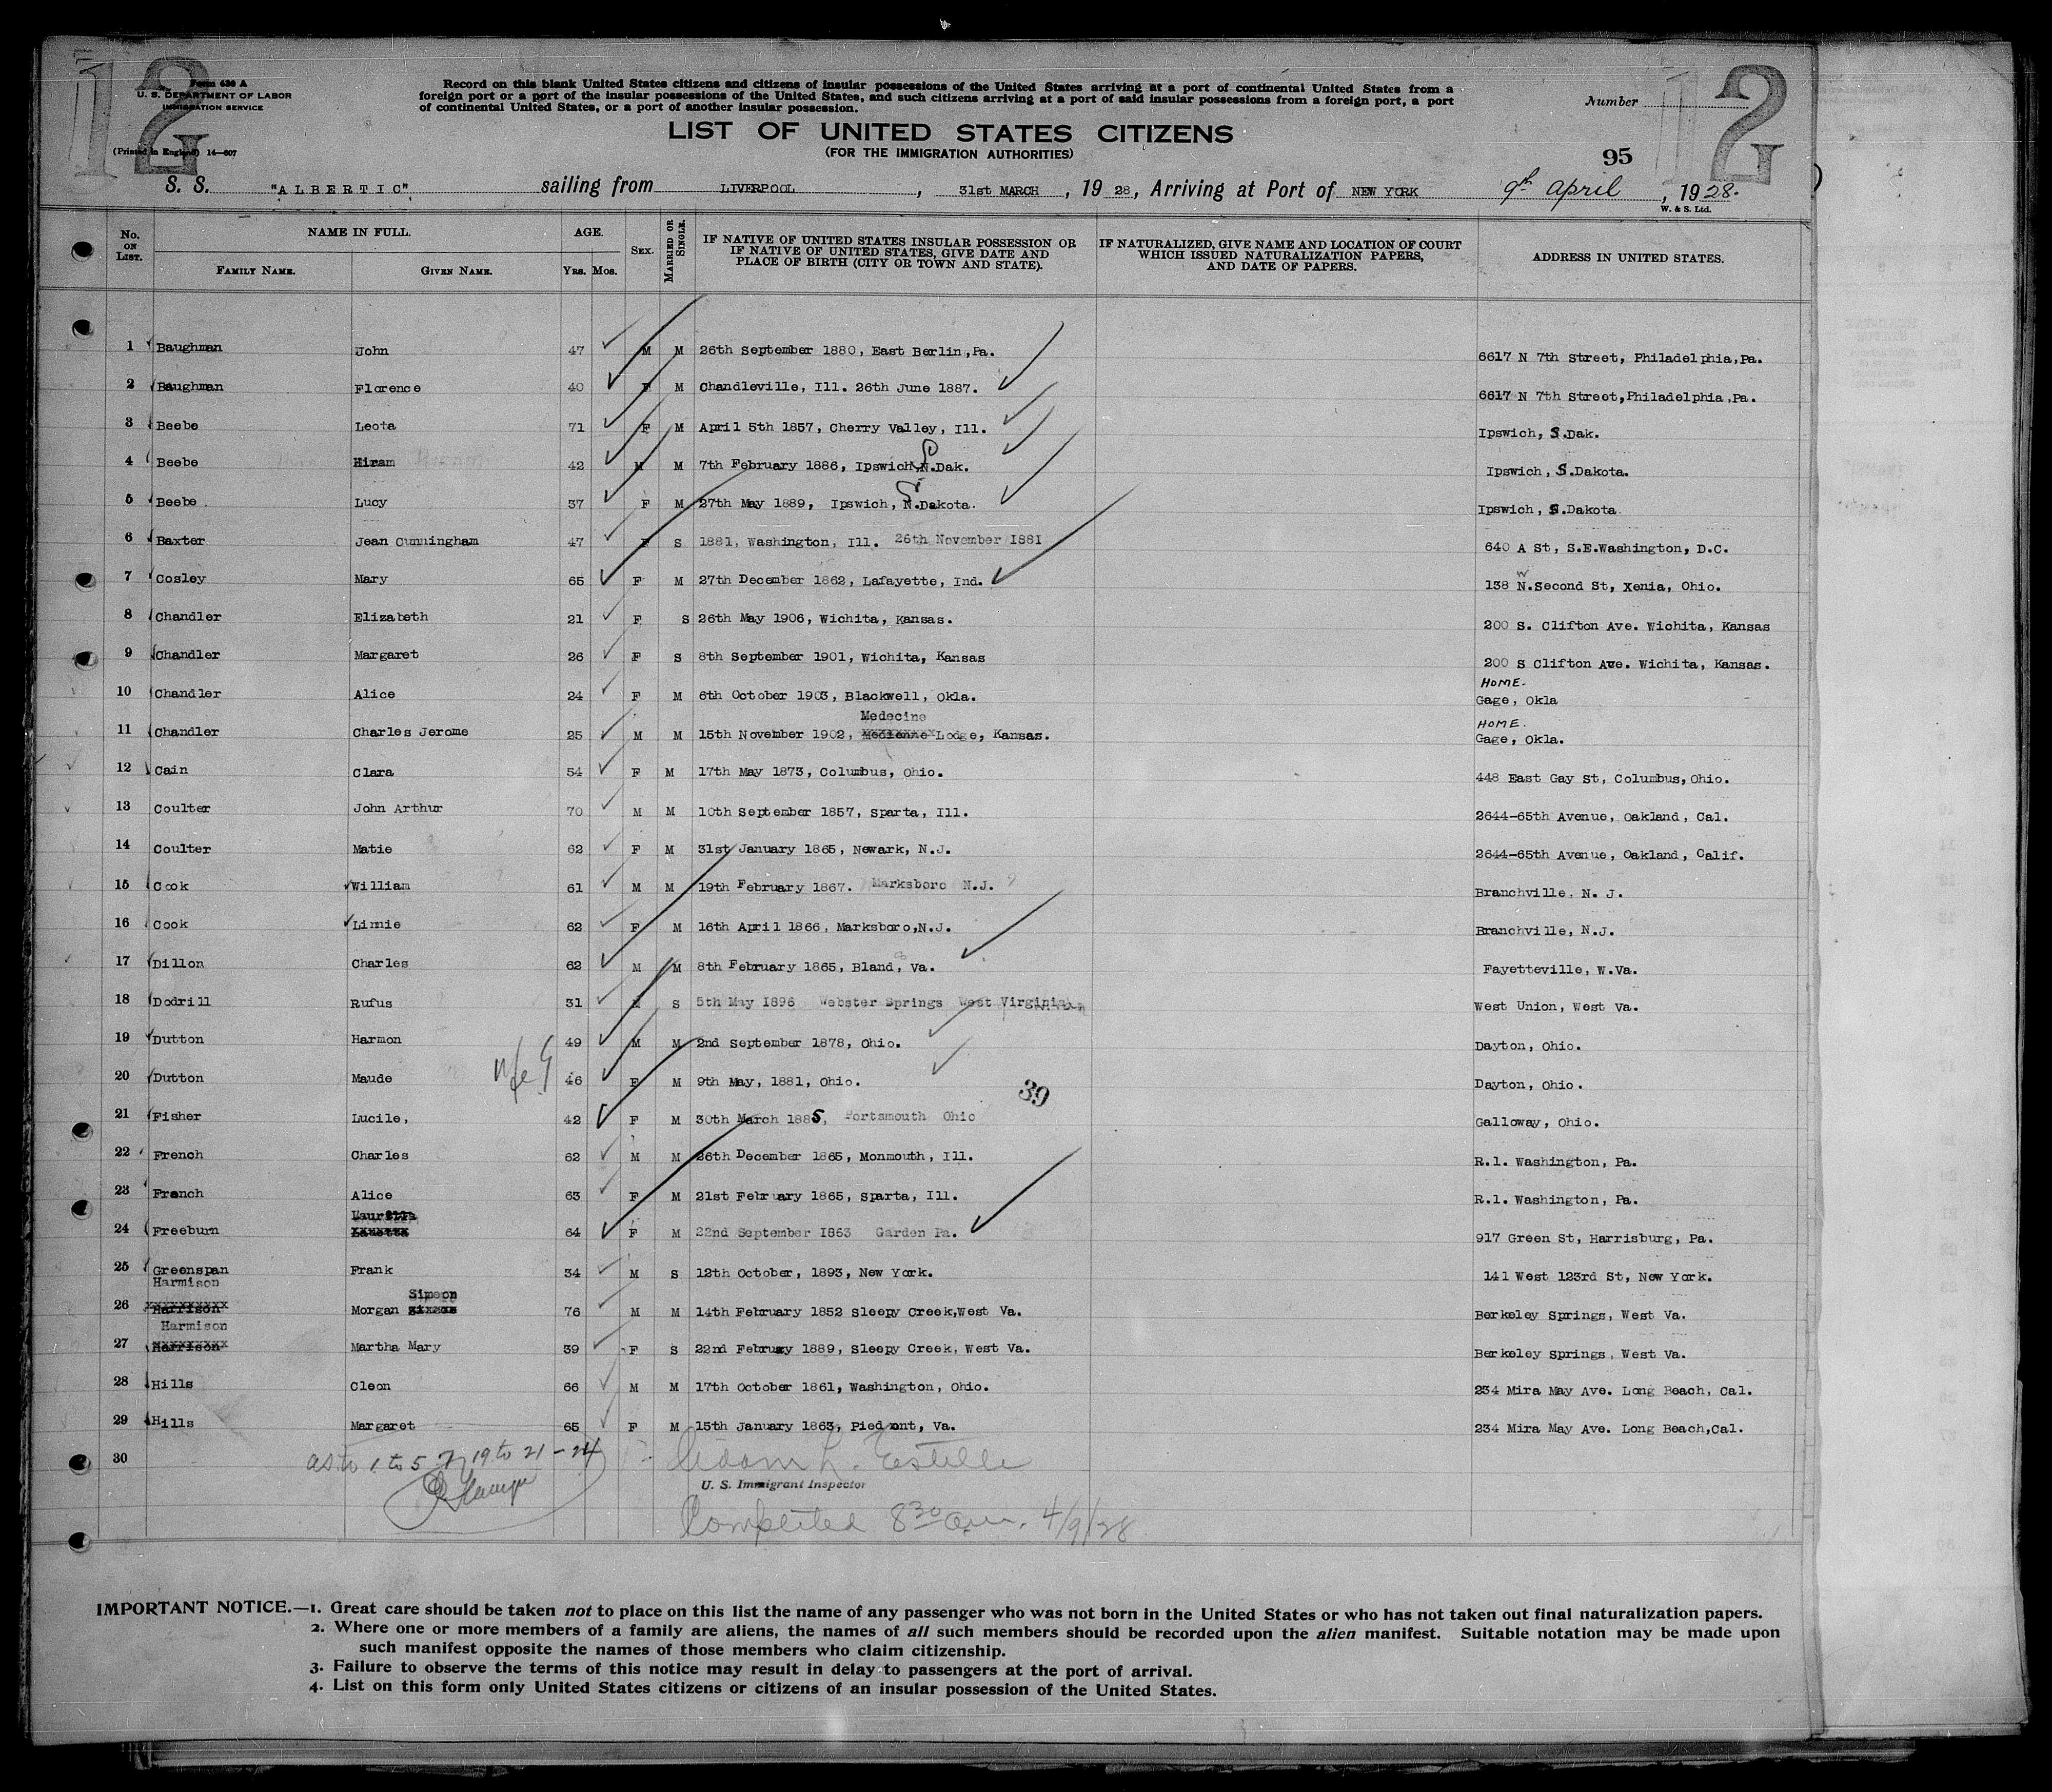 12
12
Form 630 A
U. S. DEPARTMENT OF LABOR
IMMIGRATION SERVICE
(Printed in England) 14—607
Record on this blank United States citizens and citizens of insular possessions of the United States arriving at a port of continental United States from a
foreign port or a port of the insular possessions of the United States, and such citizens arriving at a port of said insular possessions from a foreign port, a port
of continental United States, or a port of another insular possession.
Number
LIST OF UNITED STATES CITIZENS
(FOR THE IMMIGRATION AUTHORITIES)
95
S. S. "ALBERTIC" sailing from LIVERPOOL, 31st MARCH, 19 28, Arriving at Port of NEW YORK 9th April, 1928.
W. & S. Ltd.
No. ON LIST. NAME IN FULL. FAMILY NAME. GIVEN NAME. AGE. YRS. MOS. SEX. MARRIED OR SINGLE. IF NATIVE OF UNITED STATES INSULAR POSSESSION OR IF NATIVE OF UNITED STATES, GIVE DATE AND PLACE OF BIRTH (CITY OR TOWN AND STATE). IF NATURALIZED, GIVE NAME AND LOCATION OF COURT WHICH ISSUED NATURALIZATION PAPERS, AND DATE OF PAPERS. ADDRESS IN UNITED STATES.
1 Baughman John 47 M M 26th September 1880, East Berlin,Pa. 6617 N 7th Street, Philadelphia,Pa.
2 Baughman Florence 40 F M Chandleville, Ill. 26th June 1887. 6617 N 7th Street,Philadelphia,Pa.
3 Beebe Leota 71 F M April 5th 1857, Cherry Valley, Ill. Ipswich, S.Dak.
4 Beebe Hiram 42 M M 7th February 1886, Ipswich,N.Dak. S Ipswich, S.Dakota.
5 Beebe Lucy 37 F M 27th May 1889, Ipswich, N.Dakota. S Ipswich, S.Dakota
6 Baxter Jean Cunningham 47 F S 1881, Washington, Ill. 26th November 1881 640 A St, S.E.Washington, D.C.
7 Cosley Mary 65 F M 27th December 1862, Lafayette, Ind. 138 N.Second St, Xenia, Ohio. W
8 Chandler Elizabeth 21 F S 26th May 1906, Wichita, Kansas. 200 S. Clifton Ave. Wichita, Kansas
9 Chandler Margaret 26 F S 8th September 1901, Wichita, Kansas 200 S Clifton Ave. Wichita, Kansas.
10 Chandler Alice 24 F M 6th October 1903, Blackwell, Okla. HOME. Gage, Okla
11 Chandler Charles Jerome 25 M M 15th November 1902, Medecine Lodge, Kansas. HOME. Gage, Okla.
12 Cain Clara 54 F M 17th May 1873, Columbus, Ohio. 448 East Gay St, Columbus,Ohio.
13 Coulter John Arthur 70 M M 10th September 1857, Sparta, Ill. 2644-65th Avenue, Oakland, Cal.
14 Coulter Matie 62 F M 31st January 1865, Newark, N.J. 2644-65th Avenue, Oakland, Calif.
15 Cook William 61 M M 19th February 1867. Marksboro N.J. Branchville, N. J.
16 Cook Linnie 62 F M 16th April 1866, Marksboro,N.J. Branchville, N.J.
17 Dillon Charles 62 M M 8th February 1865, Bland, Va. Fayetteville, W.Va.
18 Dodrill Rufus 31 M S 5th May 1896 Webster Springs West Virginia West Union, West Va.
19 Dutton Harmon 49 M M 2nd September 1878, Ohio. Dayton, Ohio.
20 Dutton Maude 46 F M 9th May, 1881, Ohio. Dayton, Ohio.
39
21 Fisher Lucile, 42 F M 30th March 1885, Portsmouth Ohio Galloway, Ohio.
22 French Charles 62 M M 26th December 1865, Monmouth, Ill. R.1. Washington, Pa.
23 French Alice 63 F M 21st February 1865, Sparta, Ill. R.1. Washington, Pa.
24 Freeburn 64 F M 22nd September 1863 Garden Pa. 917 Green St, Harrisburg, Pa.
25 Greenspan Frank 34 M S 12th October, 1893, New York. 141 West 123rd St, New York.
Harmison Simeon
26 Harrison Morgan 76 M M 14th February 1852 Sleepy Creek,West Va. Berkeley Springs, West Va.
Harmison
27 Harrison Martha Mary 39 F S 22nd February 1889, Sleepy Creek, West Va. Berkeley Springs, West Va.
28 Hills Cleon 66 M M 17th October 1861, Washington, Ohio. 234 Mira May Ave. Long Beach, Cal.
29 Hills Margaret 65 F M 15th January 1863, Piedmont, Va. 234 Mira May Ave. Long Beach,Cal.
30
as to 1 to 5 7, 19 to 21 - 24
U. S. Immigrant Inspector
Completed 8 30 a.m. 4/9/28
IMPORTANT NOTICE.—1. Great care should be taken not to place on this list the name of any passenger who was not born in the United States or who has not taken out final naturalization papers.
2. Where one or more members of a family are aliens, the names of all such members should be recorded upon the alien manifest. Suitable notation may be made upon
such manifest opposite the names of those members who claim citizenship.
3. Failure to observe the terms of this notice may result in delay to passengers at the port of arrival.
4. List on this form only United States citizens or citizens of an insular possession of the United States.